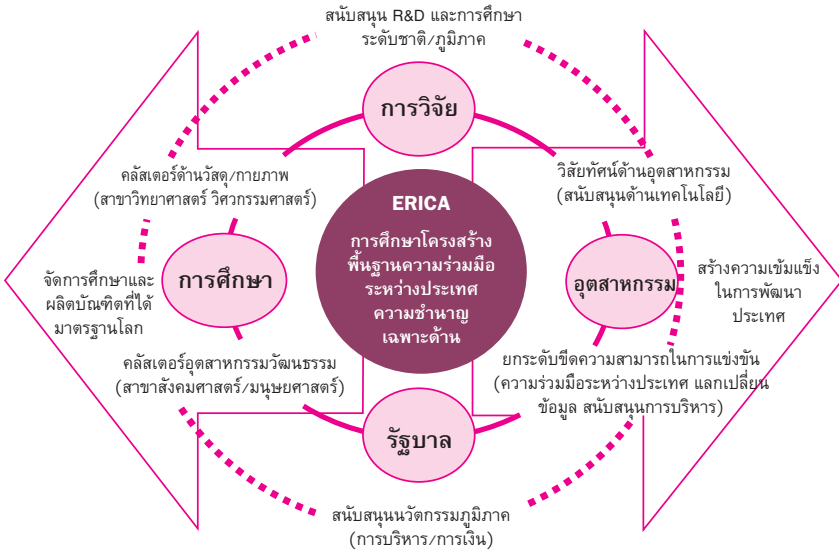 สนับสนุน R&D และการศึกษา
ระดับชาติ/ภูมิภาค
การวิจัย
คลัสเตอร์ด้านวัสดุ/กายภาพ
(สาขาวิทยาศาสตร์ วิศวกรรมศาสตร์)
วิสัยทัศน์ด้านอุตสาหกรรม
(สนับสนุนด้านเทคโนโลยี)
ERICA
การศึกษาโครงสร้าง
พื้นฐานความร่วมมือ
ระหว่างประเทศ
ความชำนาญ
เฉพาะด้าน
จัดการศึกษาและ
ผลิตบัณฑิตที่ได้
มาตรฐานโลก
การศึกษา
อุตสาหกรรม
สร้างความเข้มแข็ง
ในการพัฒนา
ประเทศ
คลัสเตอร์อุตสาหกรรมวัฒนธรรม
(สาขาสังคมศาสตร์/มนุษยศาสตร์)
ยกระดับขีดความสามารถในการแข่งขัน
(ความร่วมมือระหว่างประเทศ แลกเปลี่ยน
ข้อมูล สนับสนุนการบริหาร)
รัฐบาล
สนับสนุนนวัตกรรมภูมิภาค
(การบริหาร/การเงิน)